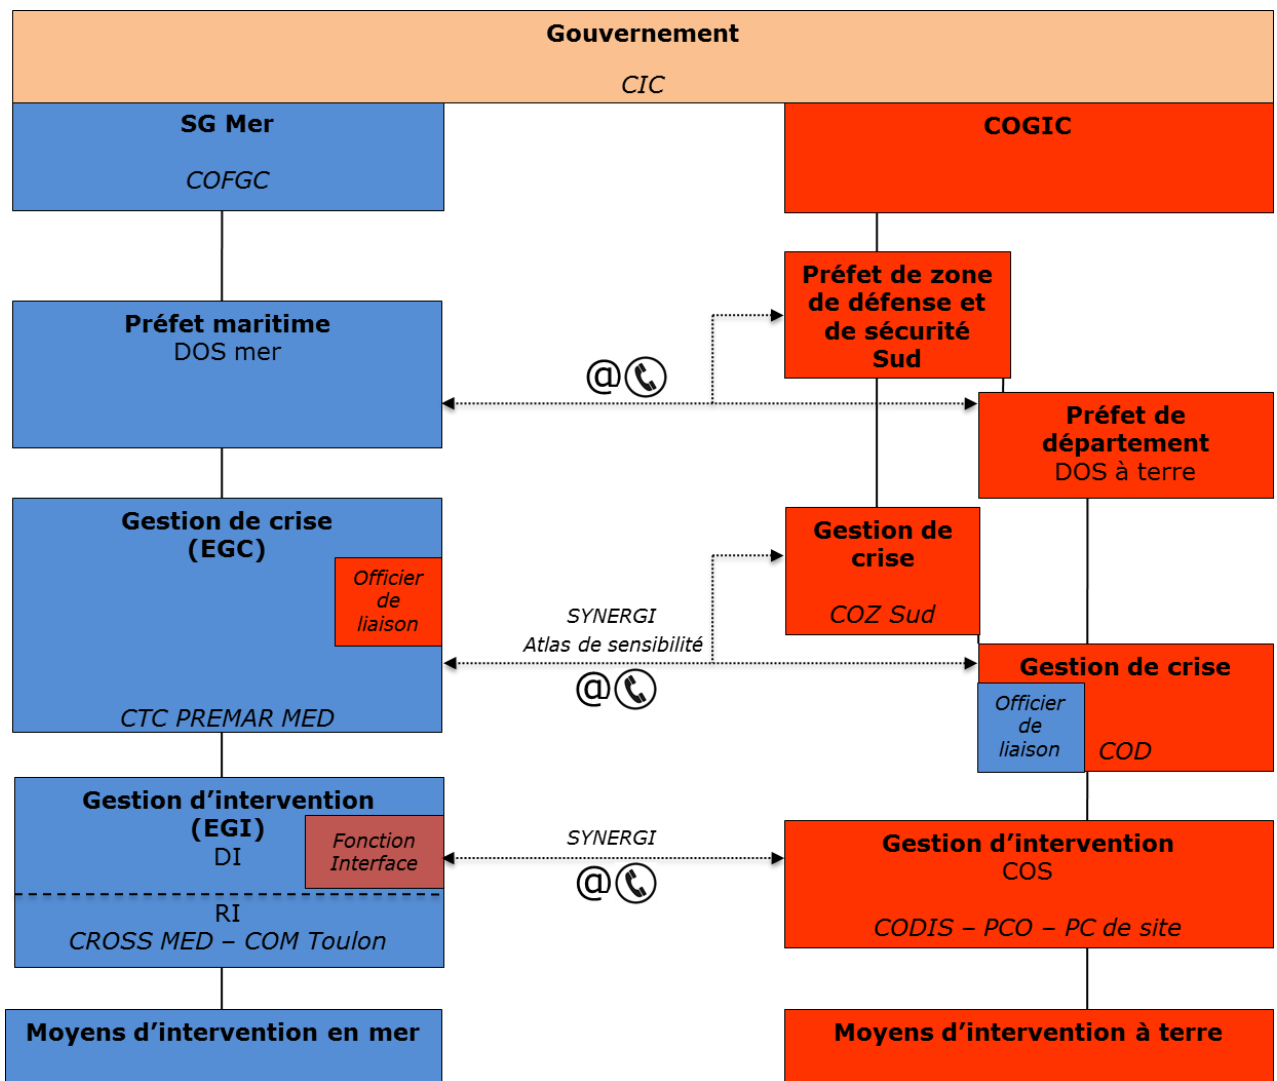 Gouvernement
CIC
SG Mer
COFGC
COGIC
Préfet de zone
de défense et
de sécurité
Sud
Préfet maritime
DOS mer
@
Préfet de
département
DOS à terre
Gestion de crise
(EGC)
Officier
de
liaison
CTC PREMAR MED
SYNERGI
Atlas de sensibilité
@
Gestion de
crise
COZ Sud
Gestion de crise
Officier
de
liaison
COD
Gestion d’intervention
(EGI)
DI
Fonction
Interface
RI
CROSS MED – COM Toulon
SYNERGI
@
Gestion d’intervention
COS
CODIS – PCO – PC de site
Moyens d’intervention en mer
Moyens d’intervention à terre